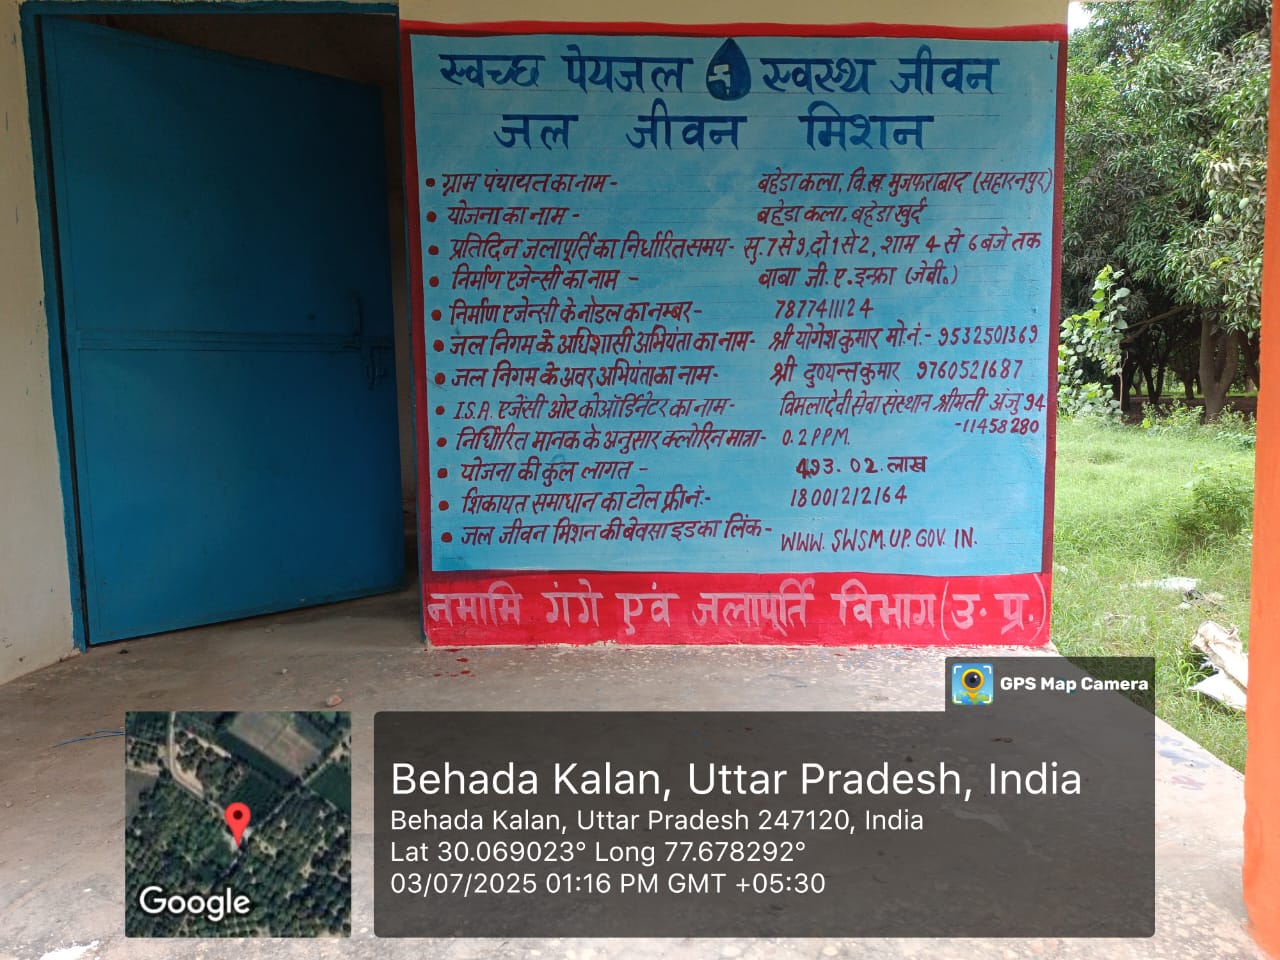 स्वच्छ पेयजल स्वस्थ जीवन
जल जीवन मिशन
• ग्राम पंचायत का नाम - बहेडा कला, वि.ख. मुजफराबाद (सहारनपुर)
• योजना का नाम - बहेडा कला, बहेडा खुर्द
• प्रतिदिन जलापूर्ति का निर्धारित समय - सु. 7 से 9, दो 1 से 2, शाम 4 से 6 बजे तक
• निर्माण एजेन्सी का नाम - बाबा जी. ए. इन्फ्रा (जेबी.)
• निर्माण एजेन्सी के नोडल का नम्बर - 7877411124
• जल निगम के अधिशासी अभियंता का नाम - श्री योगेश कुमार मो.नं. - 9532501369
• जल निगम के अवर अभियंता का नाम - श्री दुष्यन्त कुमार 9760521687
• I.S.A. एजेंसी ओर कोऑर्डिनेटर का नाम - विमलादेवी सेवा संस्थान श्रीमती अंजु 94
-11458280
• निर्धािरित मानक के अनुसार क्लोरिन मात्रा - 0.2 PPM.
• योजना की कुल लागत - 493.02 लाख
• शिकायत समाधान का टोल फ्री नं. - 18001212164
• जल जीवन मिशन की बेवसाइड का लिंक - WWW.SWSM.UP.GOV.IN.
नमामि गंगे एवं जलापूर्ति विभाग (उ. प्र.)
GPS Map Camera
Behada Kalan, Uttar Pradesh, India
Behada Kalan, Uttar Pradesh 247120, India
Lat 30.069023° Long 77.678292°
03/07/2025 01:16 PM GMT +05:30
Google